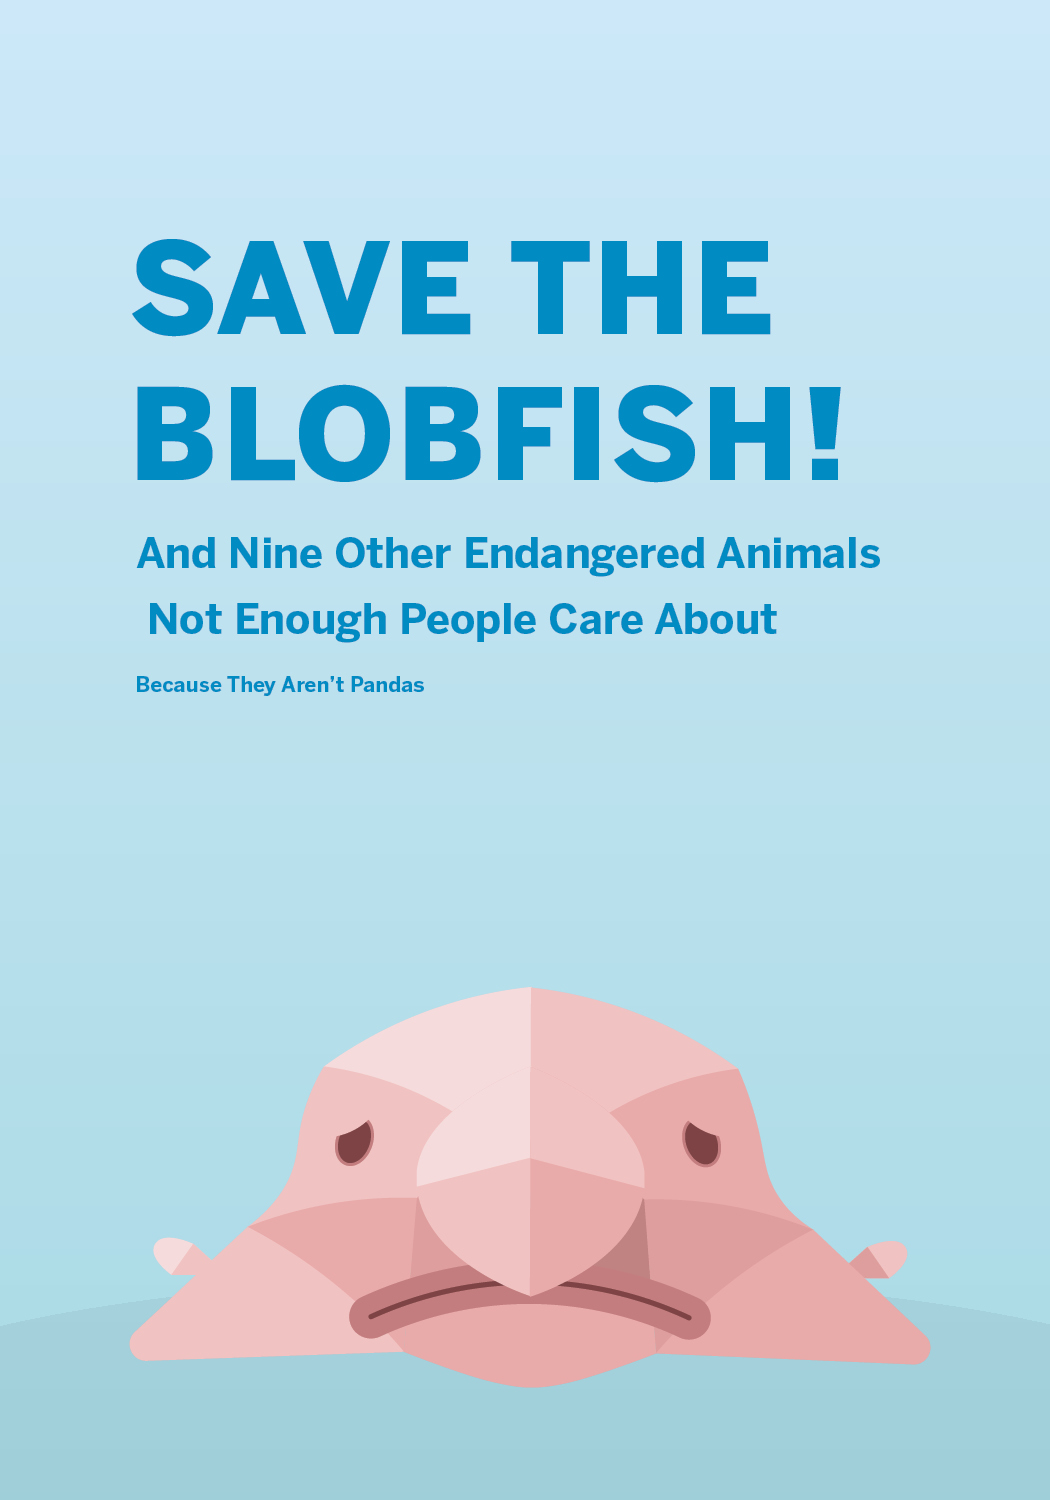 SAVE THE
BLOBFISH!
And Nine Other Endangered Animals
Not Enough People Care About
Because They Aren’t Pandas